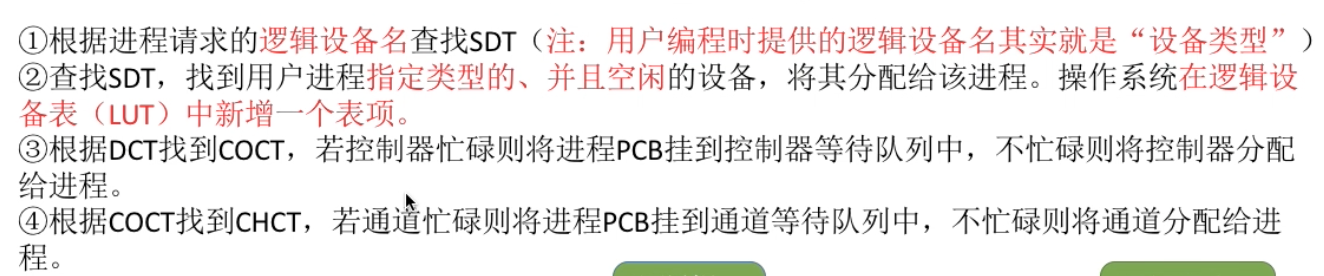 ①根据进程请求的逻辑设备名查找SDT（注：用户编程时提供的逻辑设备名其实就是“设备类型”）
②查找SDT，找到用户进程指定类型的、并且空闲的设备，将其分配给该进程。操作系统在逻辑设
备表（LUT）中新增一个表项。
③根据DCT找到COCT，若控制器忙碌则将进程PCB挂到控制器等待队列中，不忙碌则将控制器分配
给进程。
④根据COCT找到CHCT，若通道忙碌则将进程PCB挂到通道等待队列中，不忙碌则将通道分配给进
程。